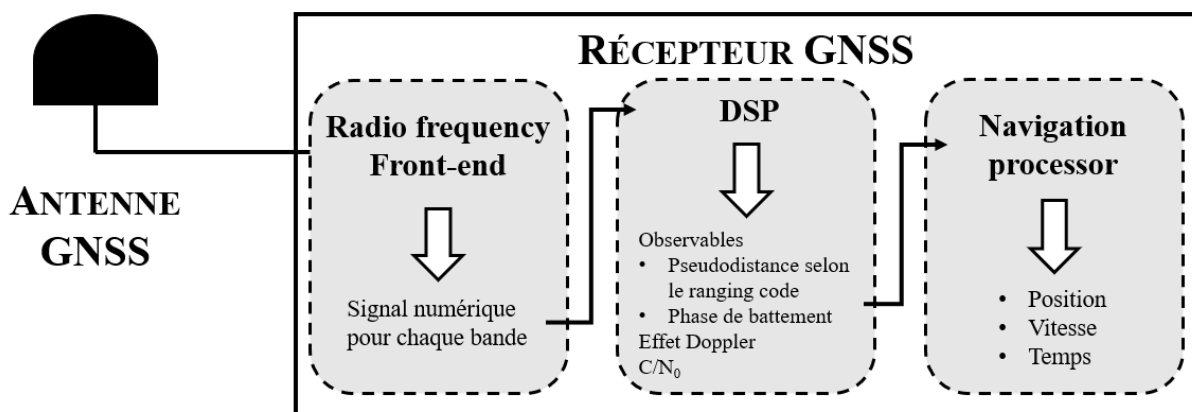 RÉCEPTEUR GNSS
ANTENNE
GNSS
Radio frequency
Front-end
Signal numérique
pour chaque bande
DSP
Observables
• Pseudodistance selon
le ranging code
• Phase de battement
Effet Doppler
C/N₀
Navigation
processor
• Position
• Vitesse
• Temps